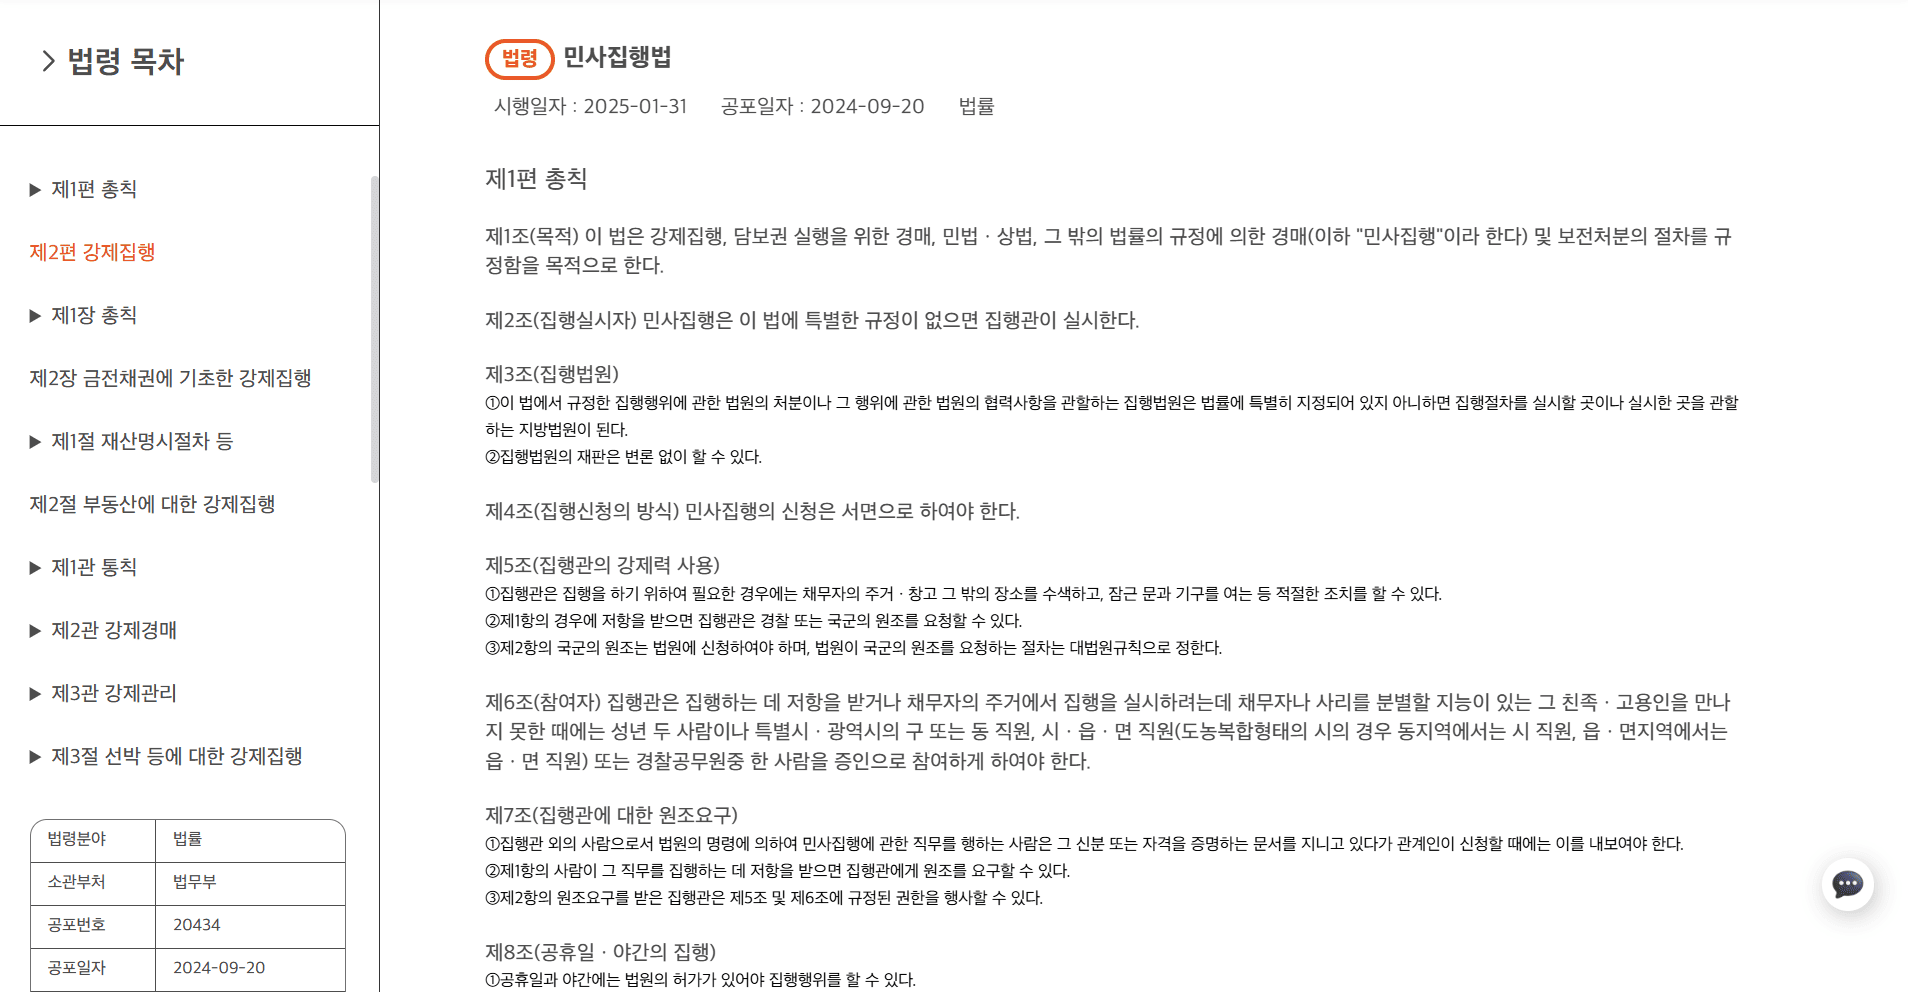 법령 목차
▶ 제1편 총칙
제2편 강제집행
▶ 제1장 총칙
제2장 금전채권에 기초한 강제집행
▶ 제1절 재산명시절차 등
제2절 부동산에 대한 강제집행
▶ 제1관 통칙
▶ 제2관 강제경매
▶ 제3관 강제관리
▶ 제3절 선박 등에 대한 강제집행
법령분야 법률
소관부처 법무부
공포번호 20434
공포일자 2024-09-20
법령 민사집행법
시행일자 : 2025-01-31 공포일자 : 2024-09-20 법률
제1편 총칙
제1조(목적) 이 법은 강제집행, 담보권 실행을 위한 경매, 민법ㆍ상법, 그 밖의 법률의 규정에 의한 경매(이하 "민사집행"이라 한다) 및 보전처분의 절차를 규
정함을 목적으로 한다.
제2조(집행실시자) 민사집행은 이 법에 특별한 규정이 없으면 집행관이 실시한다.
제3조(집행법원)
①이 법에서 규정한 집행행위에 관한 법원의 처분이나 그 행위에 관한 법원의 협력사항을 관할하는 집행법원은 법률에 특별히 지정되어 있지 아니하면 집행절차를 실시할 곳이나 실시한 곳을 관할
하는 지방법원이 된다.
②집행법원의 재판은 변론 없이 할 수 있다.
제4조(집행신청의 방식) 민사집행의 신청은 서면으로 하여야 한다.
제5조(집행관의 강제력 사용)
①집행관은 집행을 하기 위하여 필요한 경우에는 채무자의 주거ㆍ창고 그 밖의 장소를 수색하고, 잠근 문과 기구를 여는 등 적절한 조치를 할 수 있다.
②제1항의 경우에 저항을 받으면 집행관은 경찰 또는 국군의 원조를 요청할 수 있다.
③제2항의 국군의 원조는 법원에 신청하여야 하며, 법원이 국군의 원조를 요청하는 절차는 대법원규칙으로 정한다.
제6조(참여자) 집행관은 집행하는 데 저항을 받거나 채무자의 주거에서 집행을 실시하려는데 채무자나 사리를 분별할 지능이 있는 그 친족ㆍ고용인을 만나
지 못한 때에는 성년 두 사람이나 특별시ㆍ광역시의 구 또는 동 직원, 시ㆍ읍ㆍ면 직원(도농복합형태의 시의 경우 동지역에서는 시 직원, 읍ㆍ면지역에서는
읍ㆍ면 직원) 또는 경찰공무원중 한 사람을 증인으로 참여하게 하여야 한다.
제7조(집행관에 대한 원조요구)
①집행관 외의 사람으로서 법원의 명령에 의하여 민사집행에 관한 직무를 행하는 사람은 그 신분 또는 자격을 증명하는 문서를 지니고 있다가 관계인이 신청할 때에는 이를 내보여야 한다.
②제1항의 사람이 그 직무를 집행하는 데 저항을 받으면 집행관에게 원조를 요구할 수 있다.
③제2항의 원조요구를 받은 집행관은 제5조 및 제6조에 규정된 권한을 행사할 수 있다.
제8조(공휴일ㆍ야간의 집행)
①공휴일과 야간에는 법원의 허가가 있어야 집행행위를 할 수 있다.